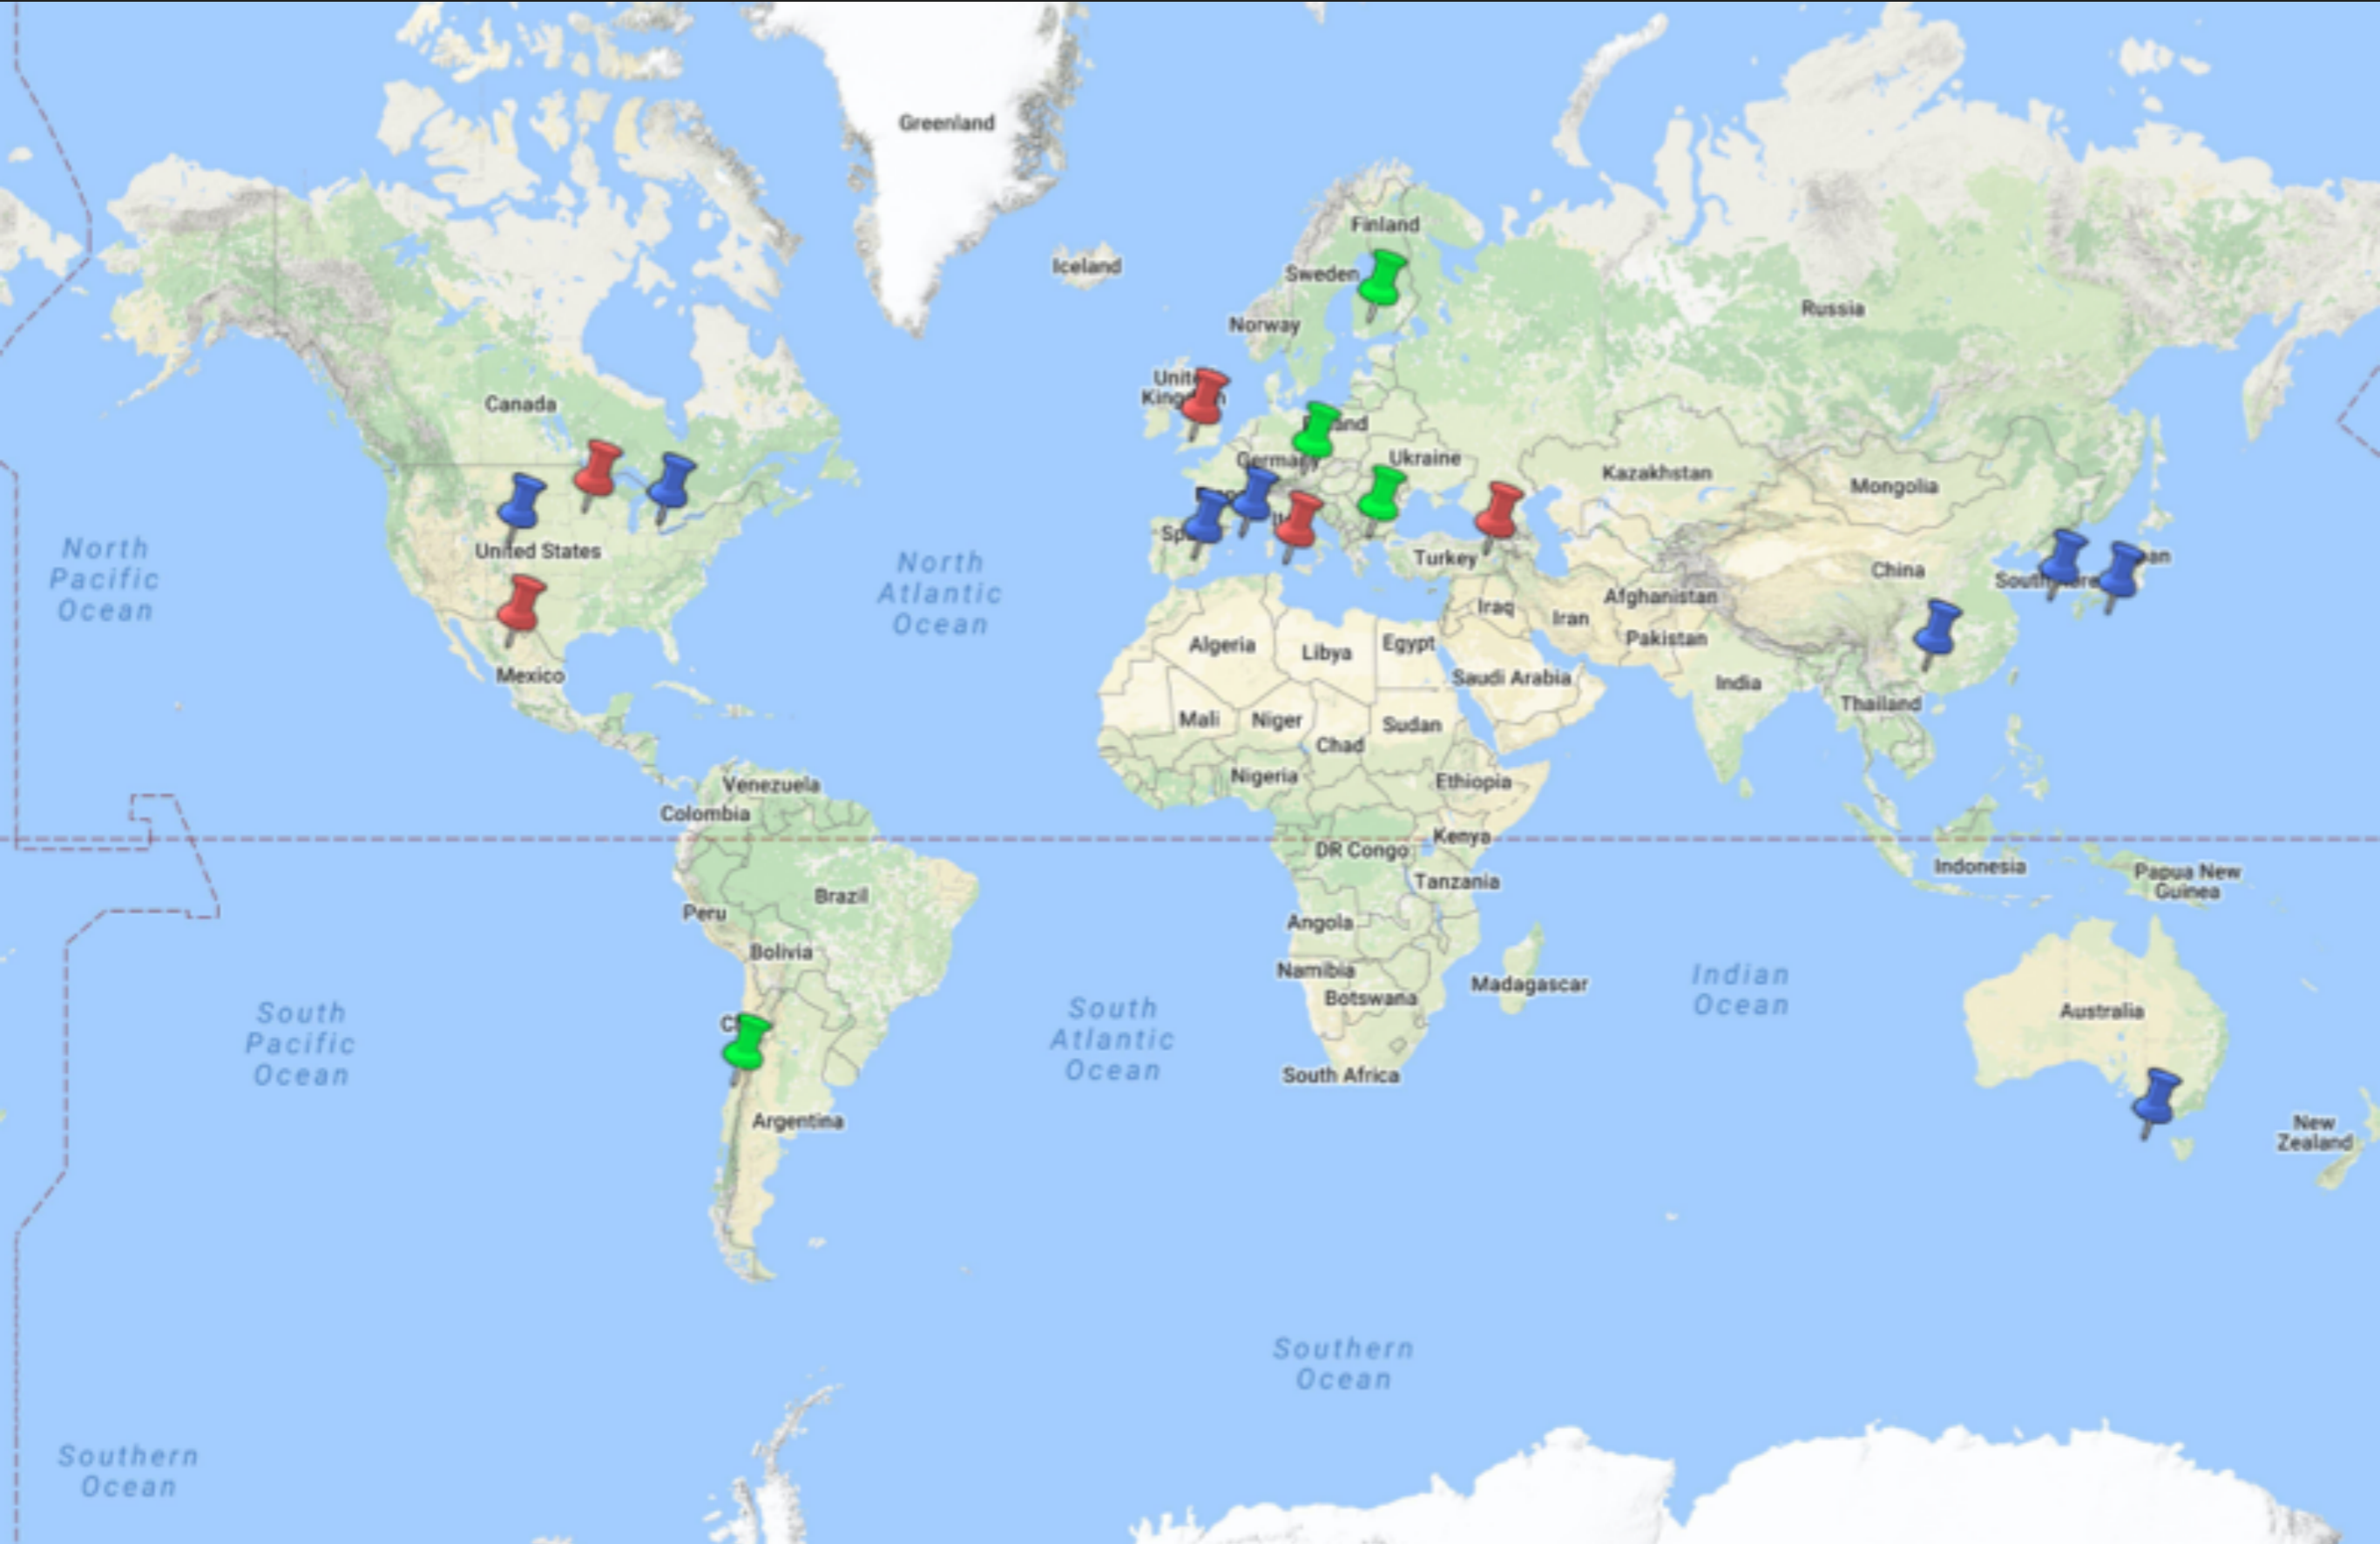 Greenland
Finland
Iceland
Sweden
Russia
Norway
Canada
Kazakhstan
Mongolia
Ukraine
United States
Turkey
China
North
Pacific
Ocean
North
Atlantic
Ocean
Afghanistan
Iraq
Iran
Pakistan
Algeria
Libya
Egypt
Mexico
Saudi Arabia
India
Thailand
Mali
Niger
Chad
Sudan
Nigeria
Ethiopia
Venezuela
Colombia
Kenya
DR Congo
Tanzania
Indonesia
Papua New
Guinea
Brazil
Peru
Angola
Bolivia
Namibia
Madagascar
Botswana
Indian
Ocean
Australia
South
Pacific
Ocean
South
Atlantic
Ocean
South Africa
Argentina
New
Zealand
Southern
Ocean
Southern
Ocean